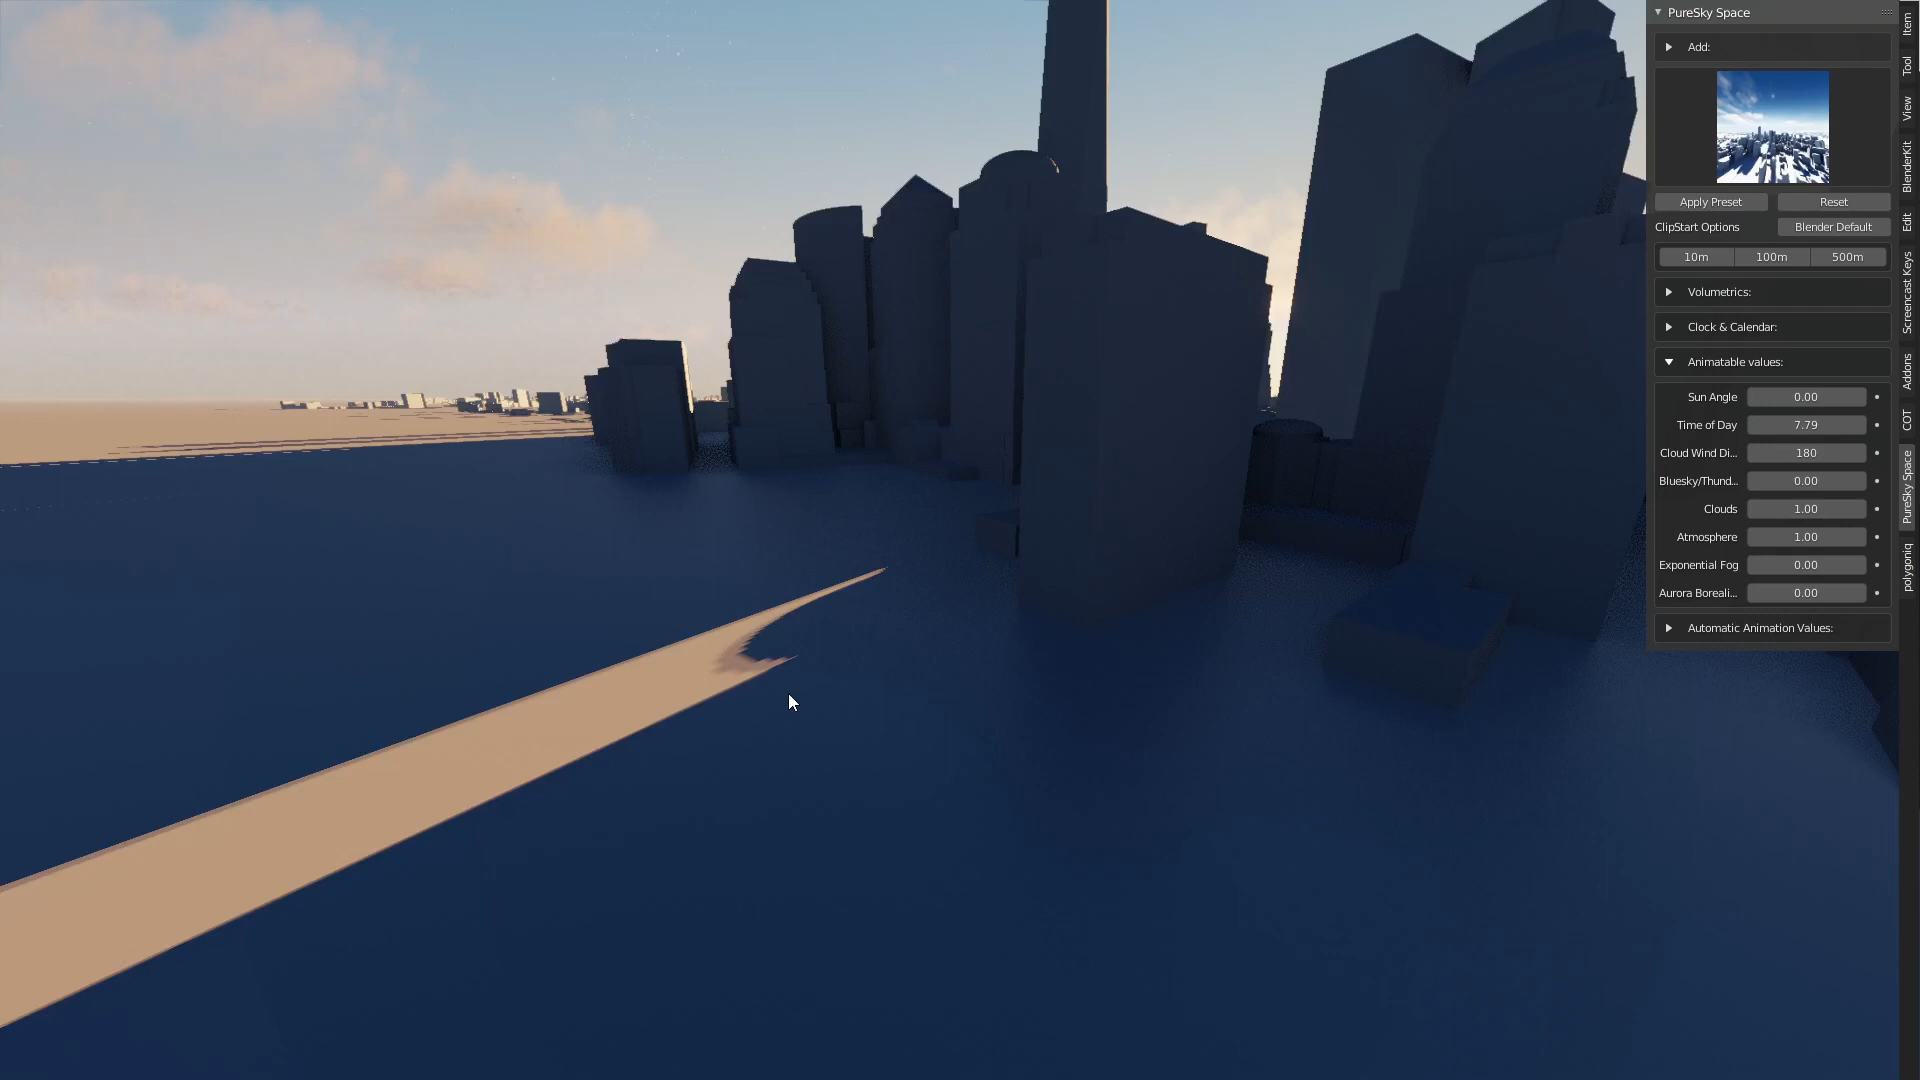 PureSky Space
Add:
Apply Preset
Reset
ClipStart Options
Blender Default
10m
100m
500m
Volumetrics:
Clock & Calendar:
Animatable values:
Sun Angle
0.00
Time of Day
7.79
Cloud Wind Di...
180
Bluesky/Thund...
0.00
Clouds
1.00
Atmosphere
1.00
Exponential Fog
0.00
Aurora Boreali...
0.00
Automatic Animation Values:
Item
Tool
View
BlenderKit
Edit
Screencast Keys
Addons
COT
PureSky Space
polygoniq